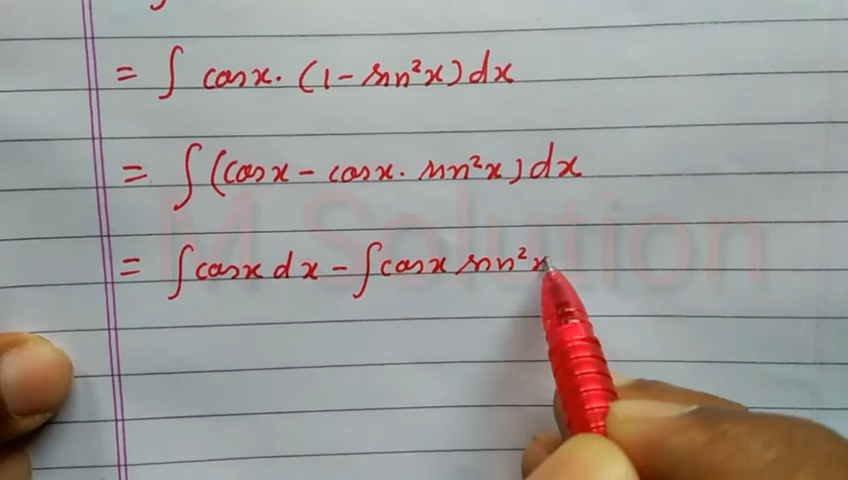 = ∫ cosx. (1 - sin²x) dx
= ∫ (cosx - cosx. sin²x) dx
M Solution
= ∫ cosx dx - ∫ cosx sin²x